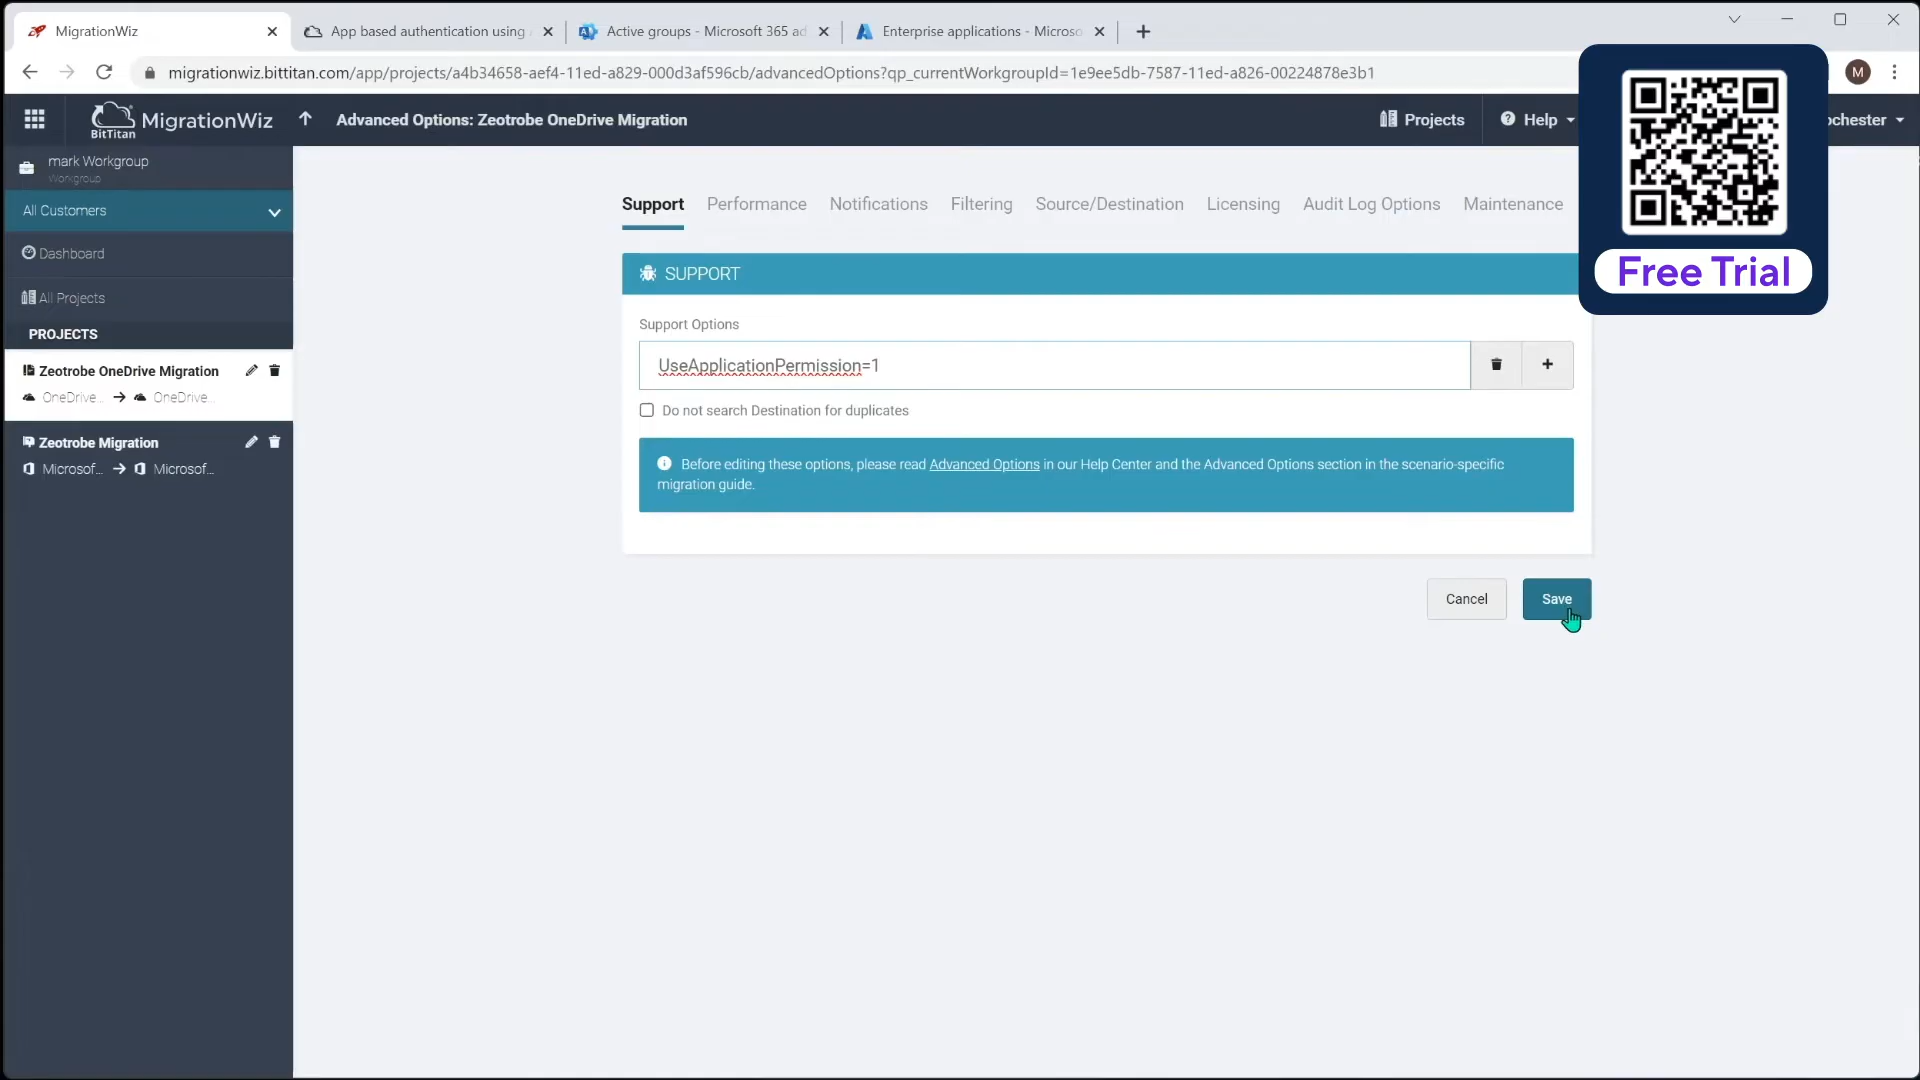 MigrationWiz
App based authentication using
Active groups - Microsoft 365 ad
Enterprise applications - Micros
migrationwiz.bittitan.com/app/projects/a4b34658-aef4-11ed-a829-000d3af596cb/advancedOptions?qp_currentWorkgroupId=1e9ee5db-7587-11ed-a826-00224878e3b1
M
BitTitan MigrationWiz
Advanced Options: Zeotrobe OneDrive Migration
Projects
Help
ochester
Free Trial
mark Workgroup
Workgroup
All Customers
Dashboard
All Projects
PROJECTS
Zeotrobe OneDrive Migration
OneDrive... → OneDrive...
Zeotrobe Migration
Microsof... → Microsof...
Support Performance Notifications Filtering Source/Destination Licensing Audit Log Options Maintenance
SUPPORT
Support Options
UseApplicationPermission=1
Do not search Destination for duplicates
Before editing these options, please read Advanced Options in our Help Center and the Advanced Options section in the scenario-specific
migration guide.
Cancel
Save